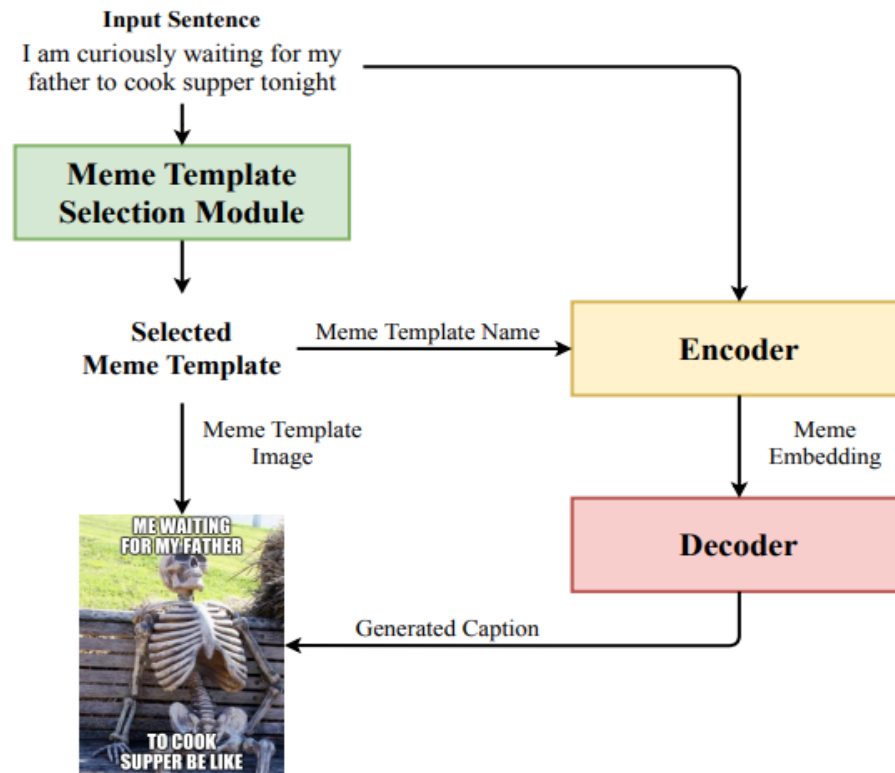 Input Sentence
I am curiously waiting for my
father to cook supper tonight
Meme Template
Selection Module
Selected
Meme Template
Meme Template Name
Encoder
Meme Template
Image
Meme
Embedding
Decoder
Generated Caption
ME WAITING
FOR MY FATHER
TO COOK
SUPPER BE LIKE